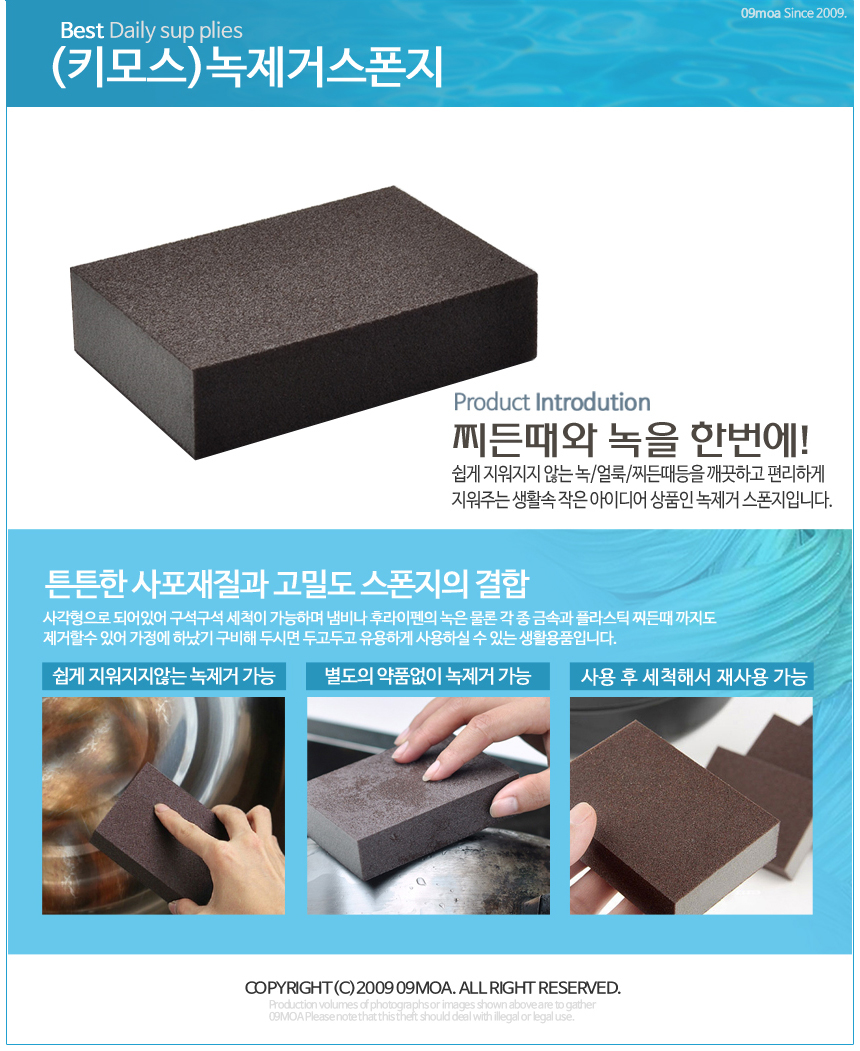 09moa Since 2009.
Best Daily sup plies
(키모스)녹제거스폰지
Product Introdution
찌든때와 녹을 한번에!
쉽게 지워지지 않는 녹/얼룩/찌든때등을 깨끗하고 편리하게
지워주는 생활속 작은 아이디어 상품인 녹제거 스폰지입니다.
튼튼한 사포재질과 고밀도 스폰지의 결합
사각형으로 되어있어 구석구석 세척이 가능하며 냄비나 후라이펜의 녹은 물론 각 종 금속과 플라스틱 찌든때 까지도
제거할수 있어 가정에 하났기 구비해 두시면 두고두고 유용하게 사용하실 수 있는 생활용품입니다.
쉽게 지워지지않는 녹제거 가능
별도의 약품없이 녹제거 가능
사용 후 세척해서 재사용 가능
COPYRIGHT (C) 2009 09MOA. ALL RIGHT RESERVED.
Production volumes of photographs or images shown above are to gather
09MOA Please note that this theft should deal with illegal or legal use.